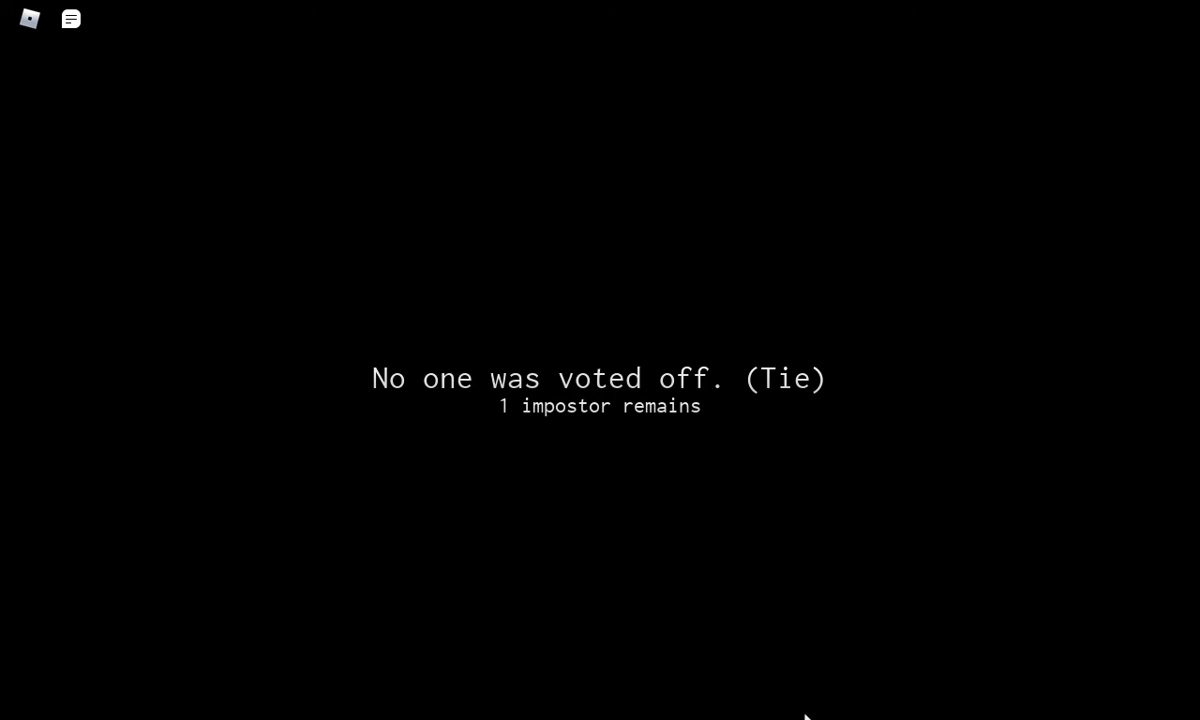 No one was voted off. (Tie)
1 impostor remains